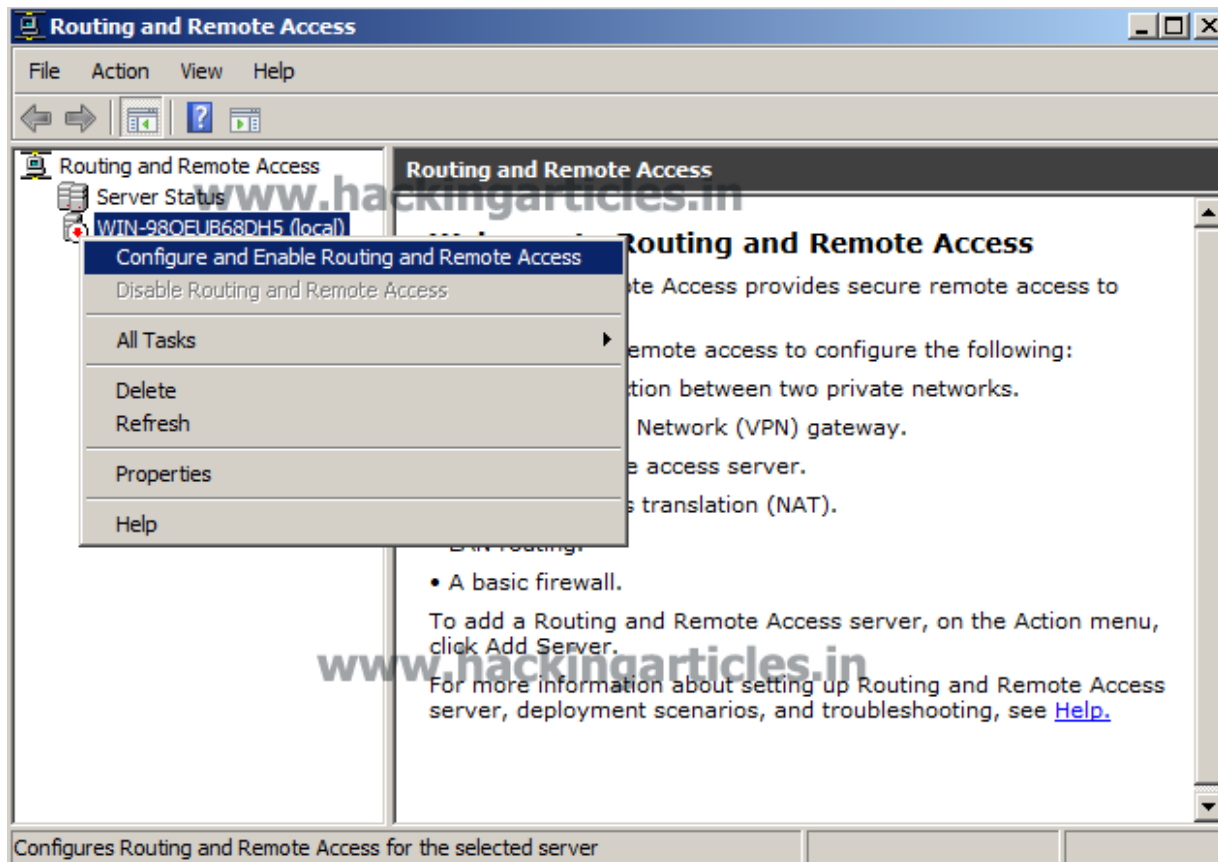 Routing and Remote Access
File Action View Help
Routing and Remote Access
Server Status
WIN-98OEUB68DH5 (local)
Configure and Enable Routing and Remote Access
Disable Routing and Remote Access
All Tasks
Delete
Refresh
Properties
Help
Routing and Remote Access
www.hackingarticles.in
Routing and Remote Access
Access provides secure remote access to
remote access to configure the following:
between two private networks.
Network (VPN) gateway.
access server.
translation (NAT).
LAN routing.
• A basic firewall.
To add a Routing and Remote Access server, on the Action menu,
click Add Server.
www.hackingarticles.in
For more information about setting up Routing and Remote Access
server, deployment scenarios, and troubleshooting, see Help.
Configures Routing and Remote Access for the selected server